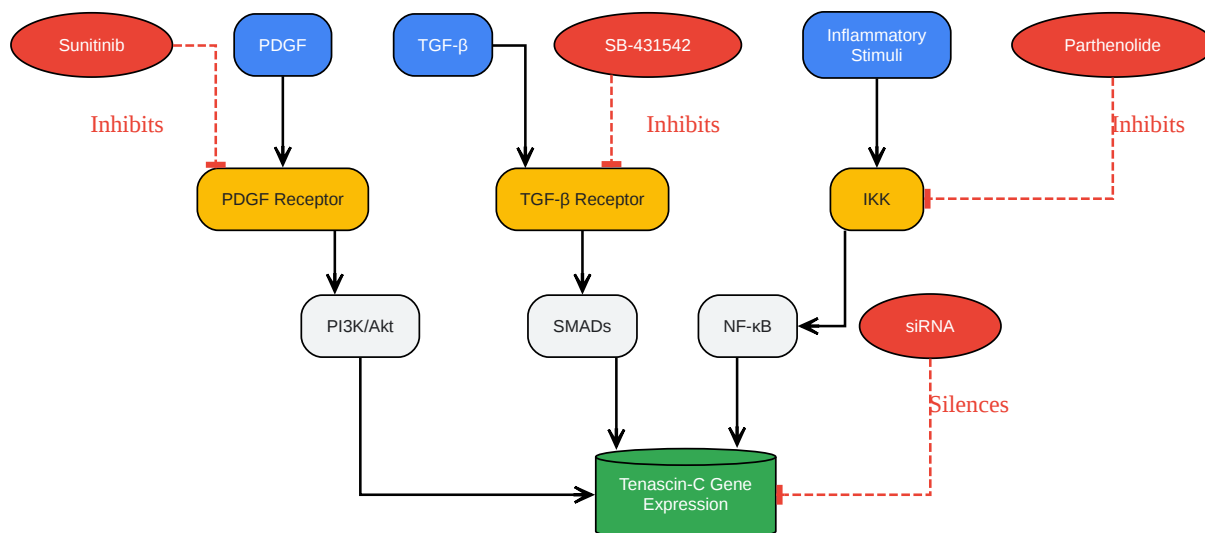 Sunitinib
PDGF
TGF-β
SB-431542
Inflammatory
Stimuli
Parthenolide
Inhibits
Inhibits
Inhibits
PDGF Receptor
TGF-β Receptor
IKK
PI3K/Akt
SMADs
NF-κB
siRNA
Silences
Tenascin-C Gene
Expression